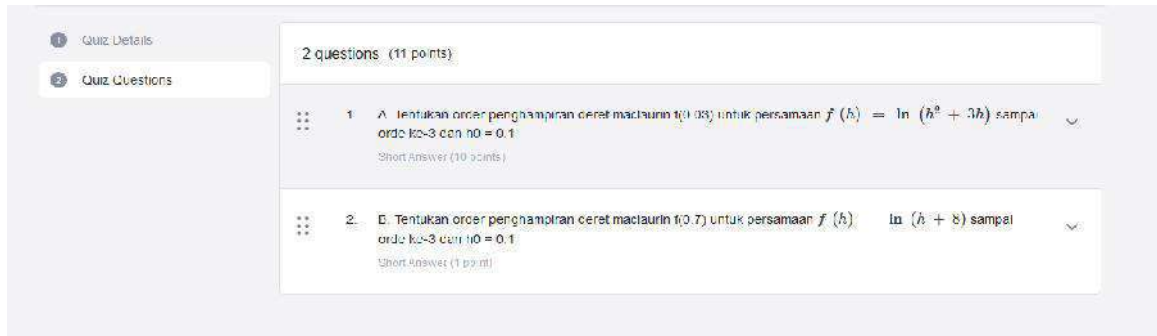 1 Quiz Details
2 Quiz Questions
2 questions (11 points)
1 A. Tentukan order penghampiran deret maclaurin f(0.03) untuk persamaan f (h) = ln (h² + 3h) sampai
orde ke-3 dan h0 = 0.1
Short Answer (10 points)
2. B. Tentukan order penghampiran deret maclaurin f(0.7) untuk persamaan f (h) ln (h + 8) sampai
orde ke-3 dan h0 = 0.1
Short Answer (1 point)